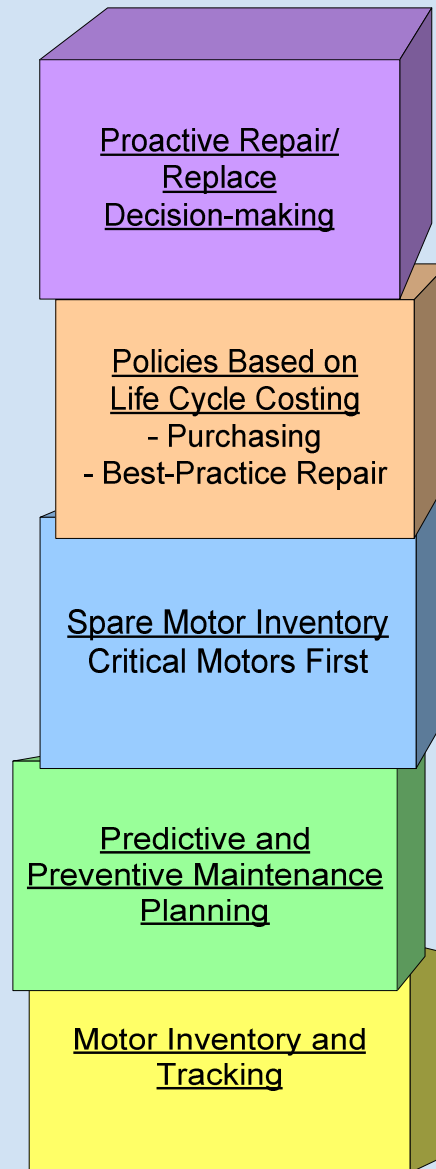 Proactive Repair/
Replace
Decision-making
Policies Based on
Life Cycle Costing
- Purchasing
- Best-Practice Repair
Spare Motor Inventory
Critical Motors First
Predictive and
Preventive Maintenance
Planning
Motor Inventory and
Tracking